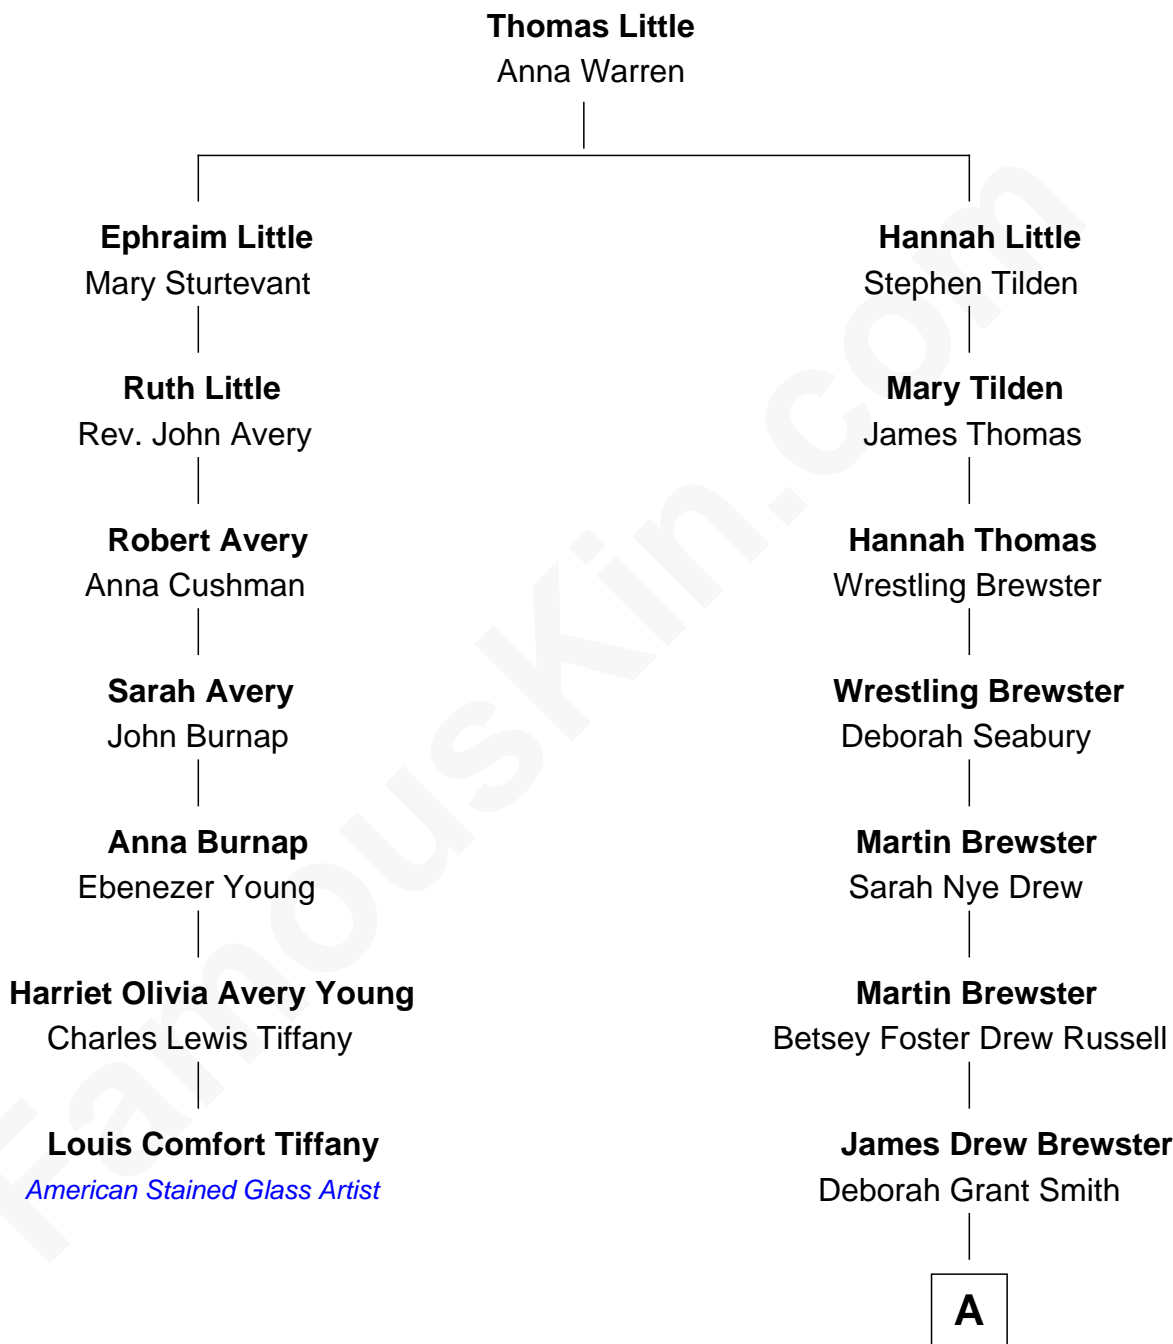 Thomas Little
Anna Warren
Ephraim Little
Mary Sturtevant
Ruth Little
Rev. John Avery
Robert Avery
Anna Cushman
Sarah Avery
John Burnap
Anna Burnap
Ebenezer Young
Harriet Olivia Avery Young
Charles Lewis Tiffany
Louis Comfort Tiffany
American Stained Glass Artist
Hannah Little
Stephen Tilden
Mary Tilden
James Thomas
Hannah Thomas
Wrestling Brewster
Wrestling Brewster
Deborah Seabury
Martin Brewster
Sarah Nye Drew
Martin Brewster
Betsey Foster Drew Russell
James Drew Brewster
Deborah Grant Smith
A
FamousKin.com